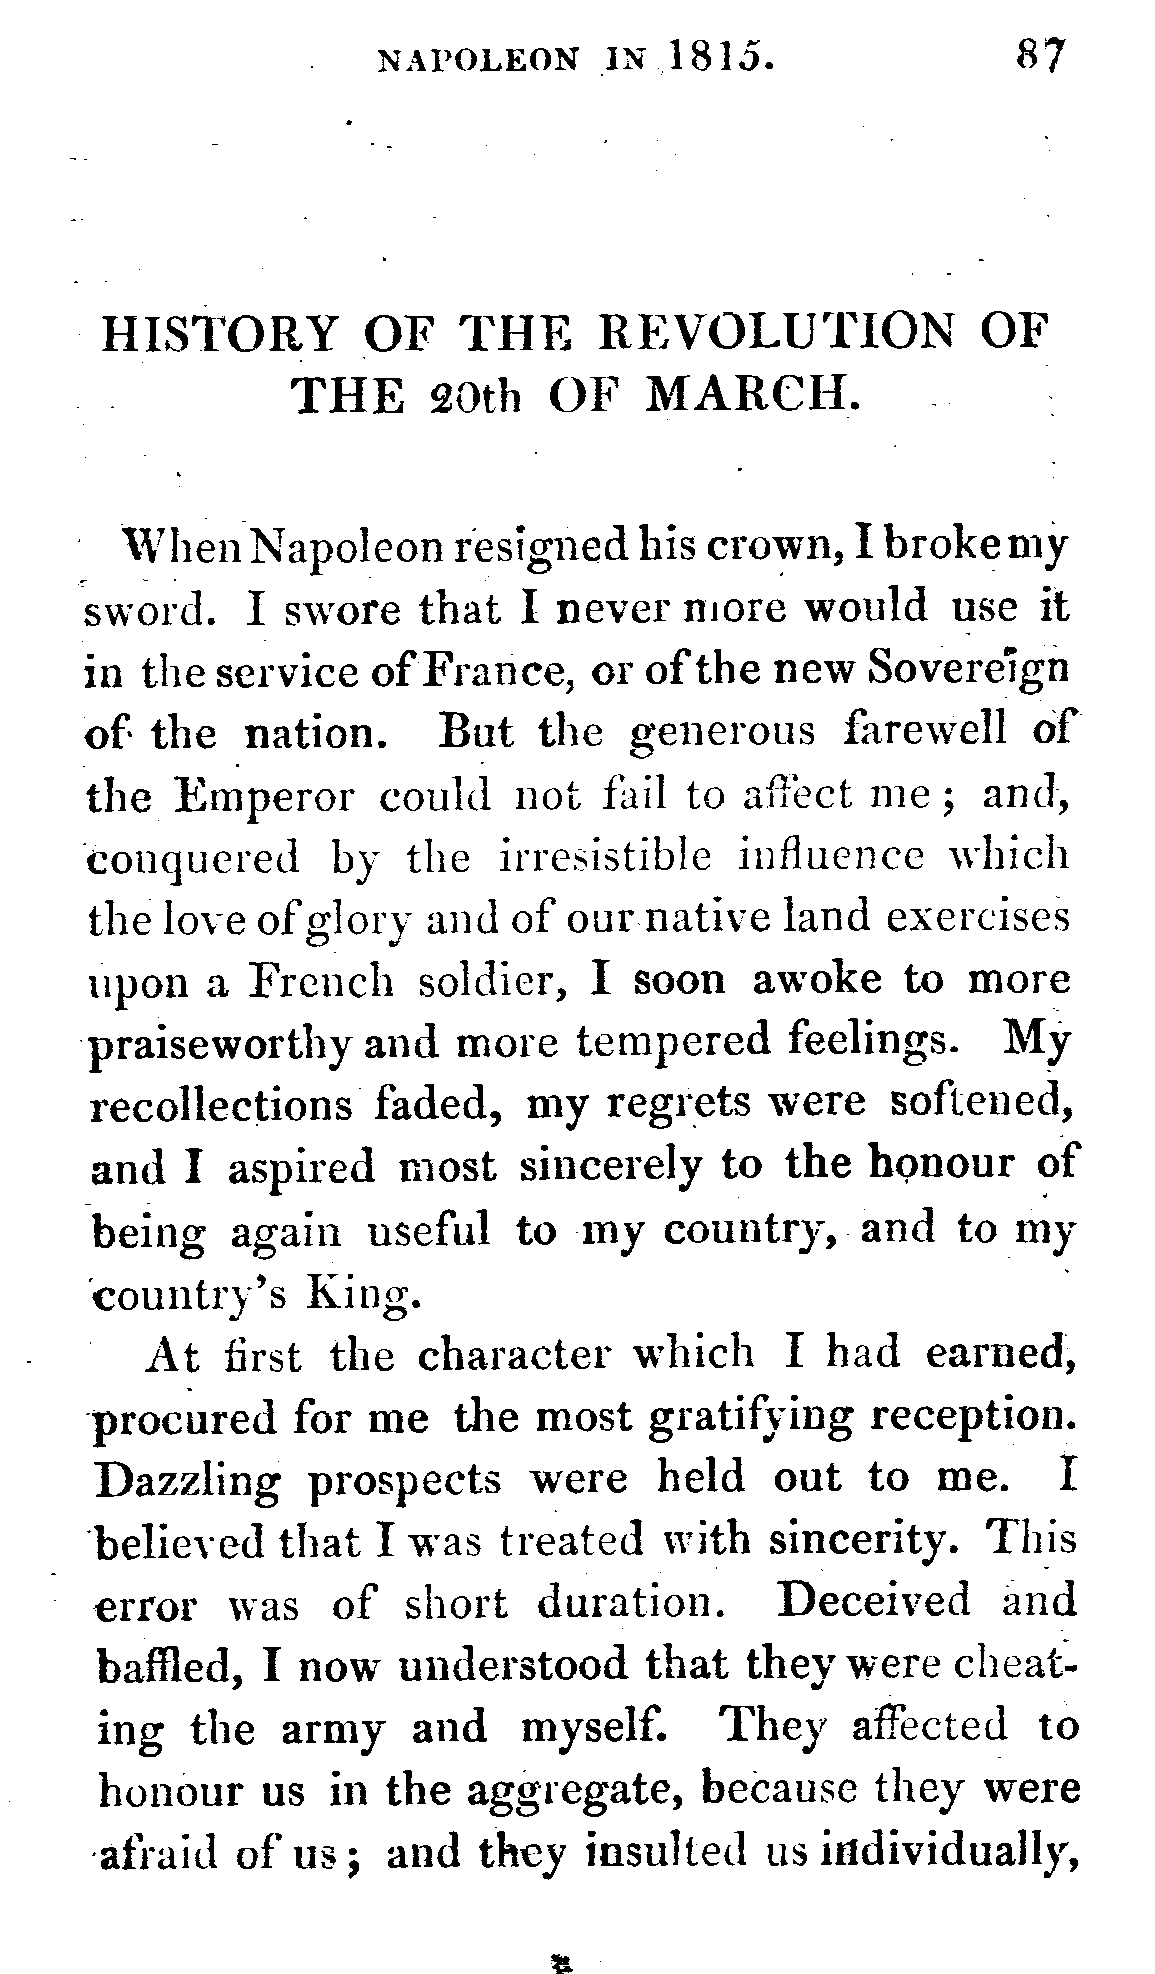 NAPOLEON IN 1815. 87
HISTORY OF THE REVOLUTION OF
THE 20th OF MARCH.
When Napoleon resigned his crown, I broke my
sword. I swore that I never more would use it
in the service of France, or of the new Sovereign
of the nation. But the generous farewell of
the Emperor could not fail to affect me; and,
conquered by the irresistible influence which
the love of glory and of our native land exercises
upon a French soldier, I soon awoke to more
praiseworthy and more tempered feelings. My
recollections faded, my regrets were softened,
and I aspired most sincerely to the honour of
being again useful to my country, and to my
country's King.
At first the character which I had earned,
procured for me the most gratifying reception.
Dazzling prospects were held out to me. I
believed that I was treated with sincerity. This
error was of short duration. Deceived and
baffled, I now understood that they were cheat-
ing the army and myself. They affected to
honour us in the aggregate, because they were
afraid of us; and they insulted us individually,